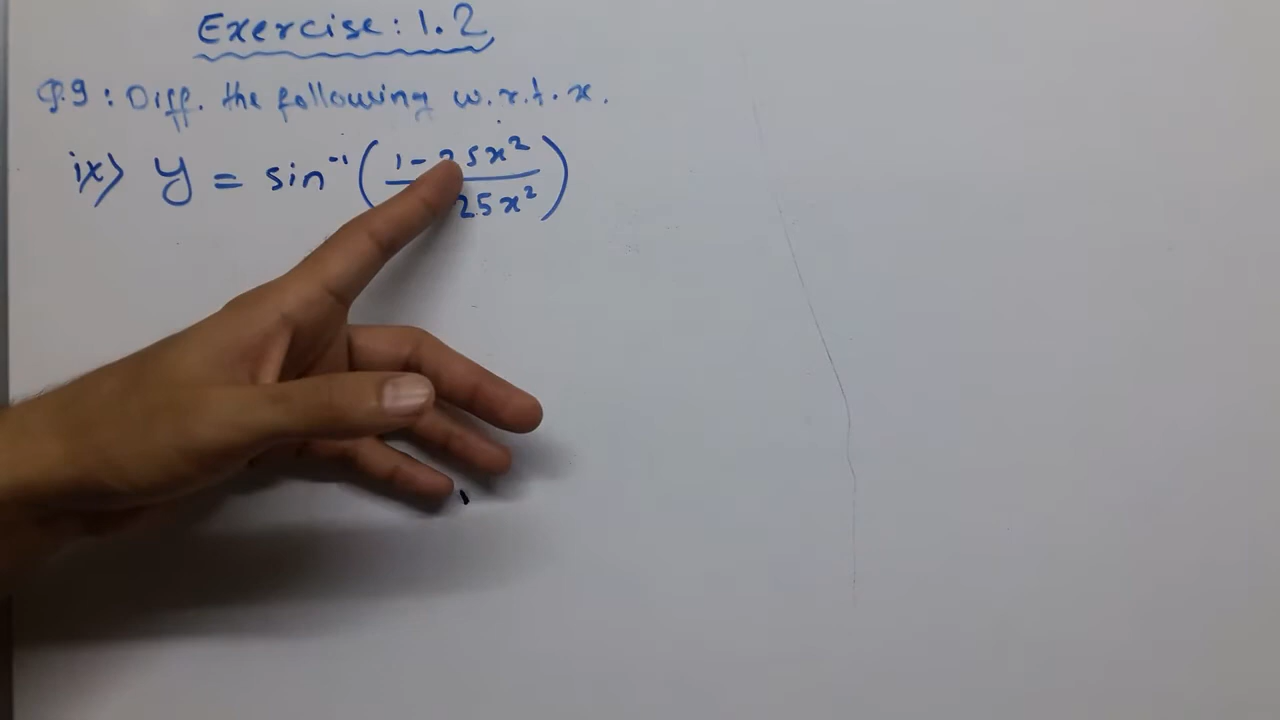 Exercise: 1.2
Q.9: Diff. the following w.r.t. x.
ix) y = sin⁻¹ (1-25x² / 25x²)